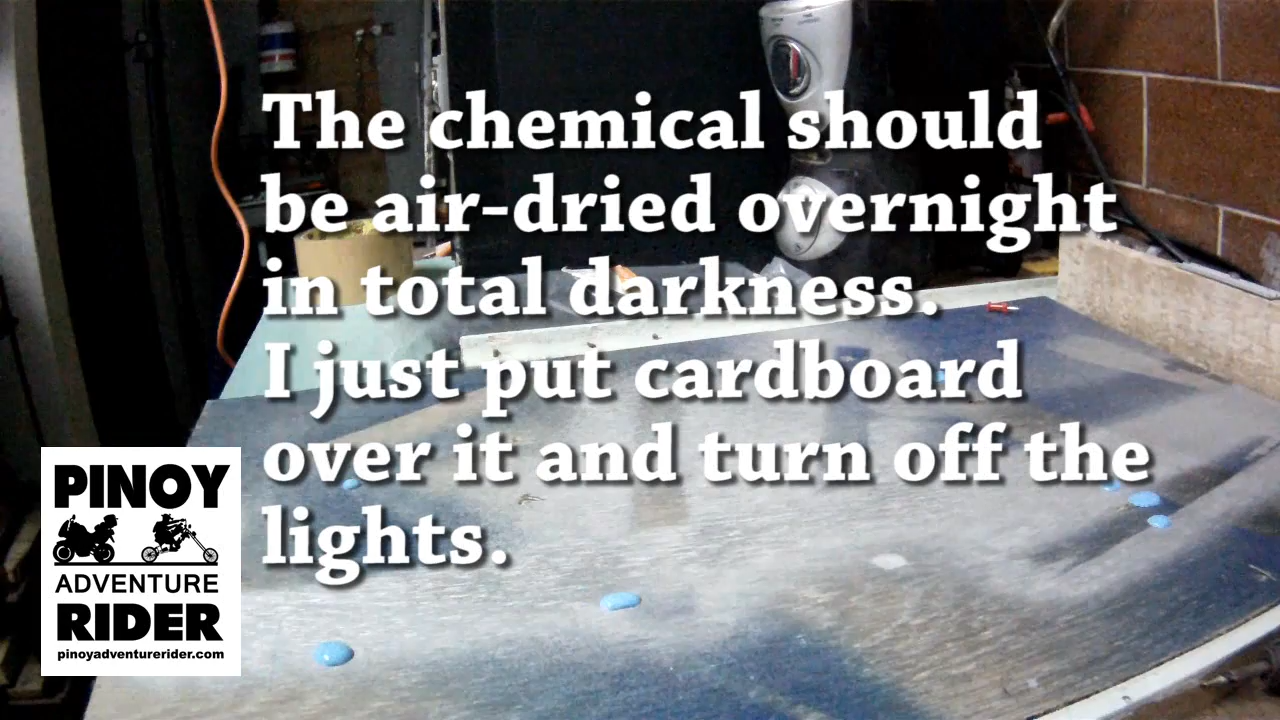 The chemical should
be air-dried overnight
in total darkness.
I just put cardboard
over it and turn off the
lights.
PINOY
ADVENTURE
RIDER
pinoyadventurerider.com